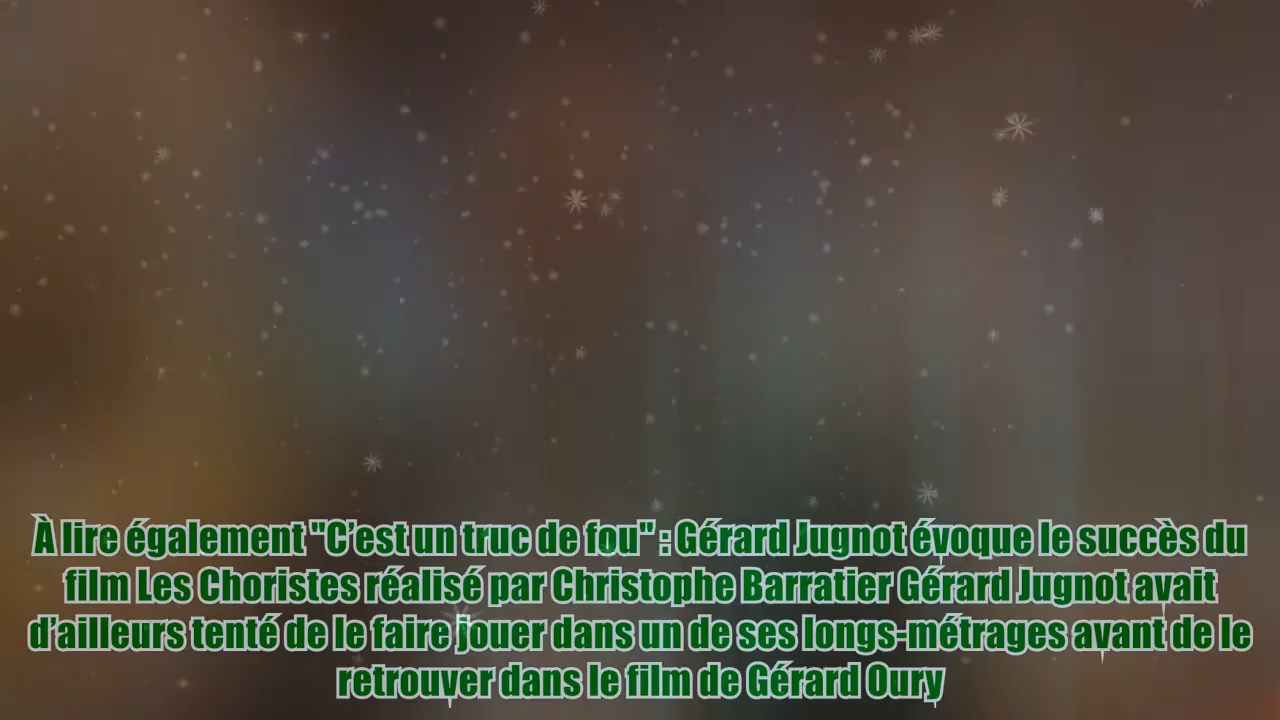 À lire également "C’est un truc de fou" : Gérard Jugnot évoque le succès du
film Les Choristes réalisé par Christophe Barratier Gérard Jugnot avait
d’ailleurs tenté de le faire jouer dans un de ses longs-métrages avant de le
retrouver dans le film de Gérard Oury